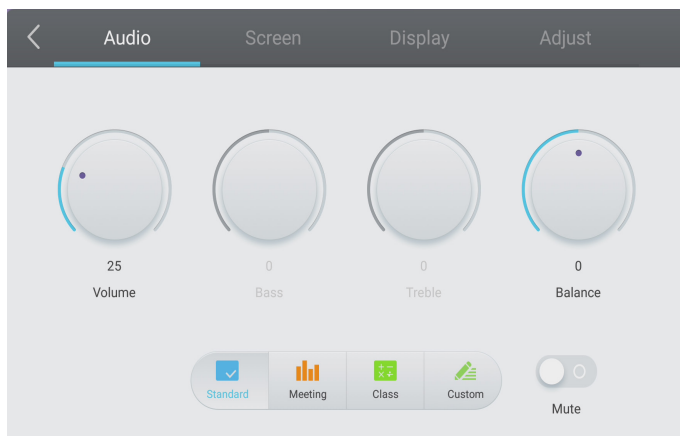 Audio Screen Display Adjust
25 0 0 0
Volume Bass Treble Balance
Standard Meeting Class Custom
Mute